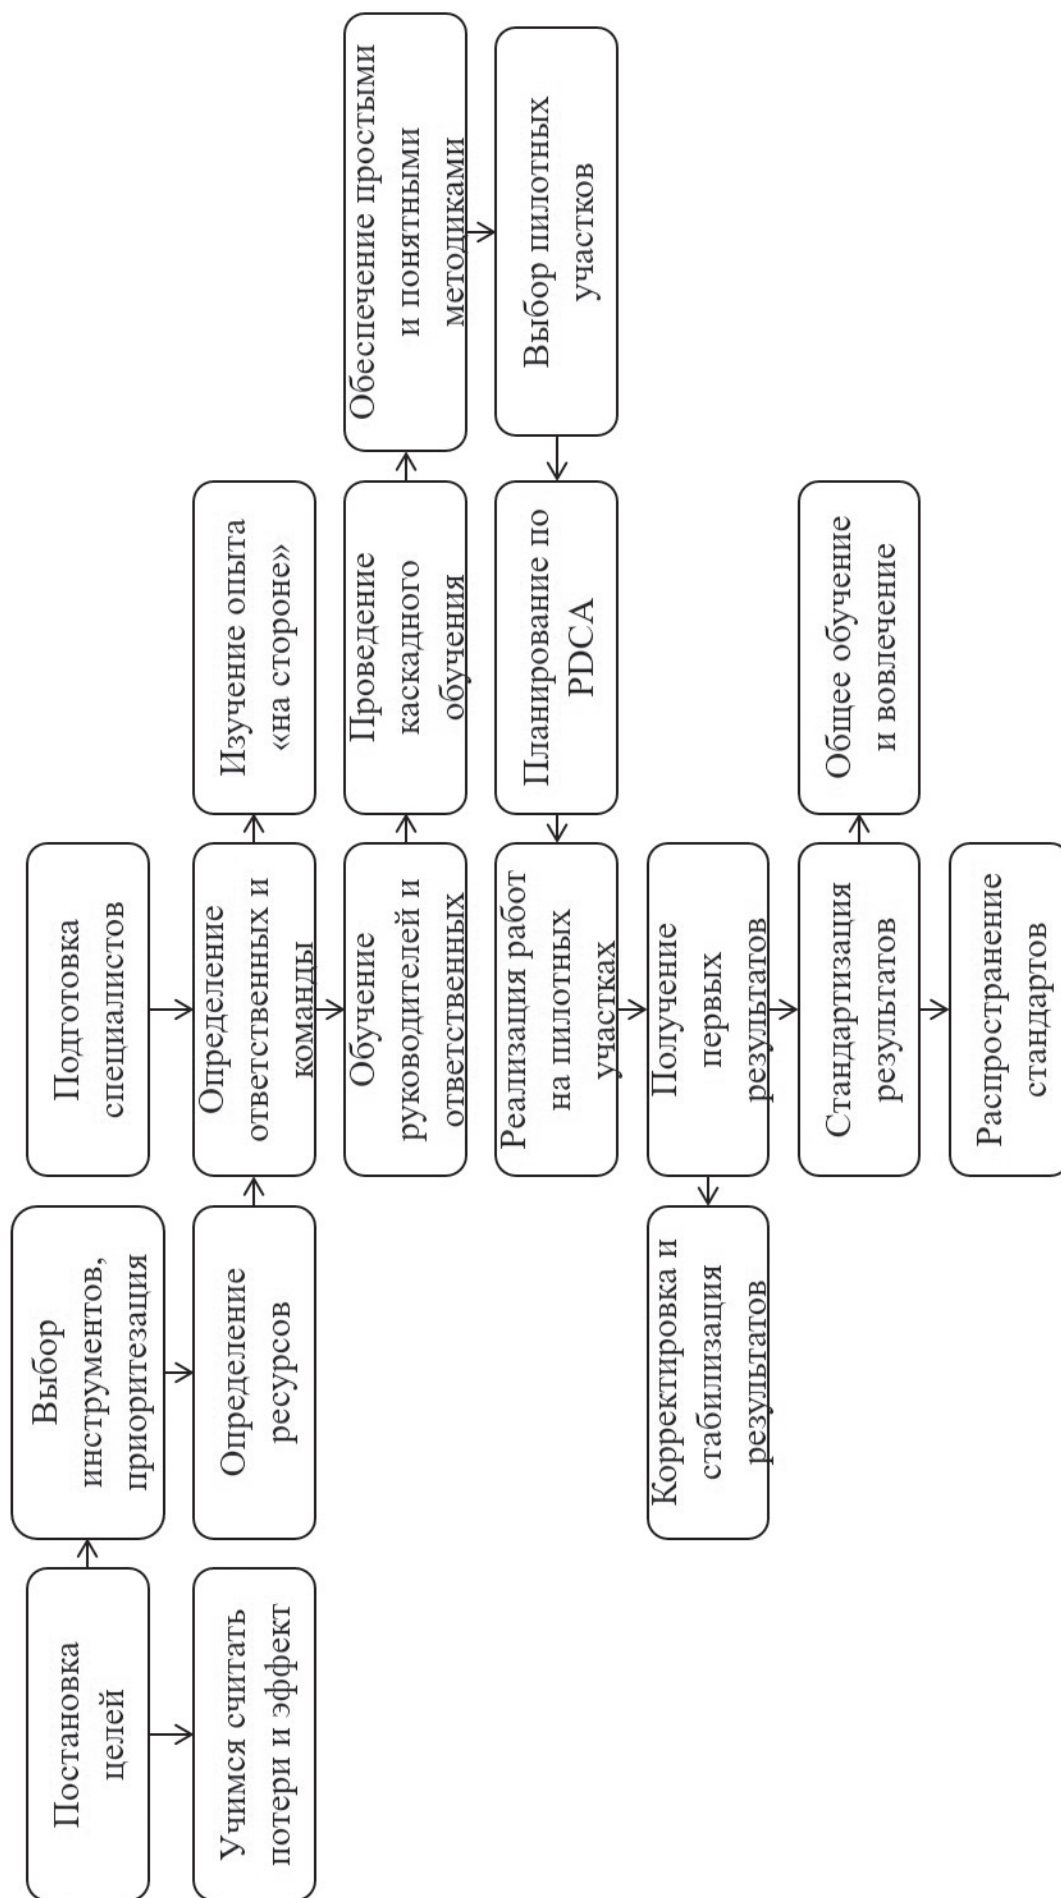 Постановка
целей
Выбор
инструментов,
приоритезация
Подготовка
специалистов
Учимся считать
потери и эффект
Определение
ресурсов
Определение
ответственных и
команды
Изучение опыта
«на стороне»
Обучение
руководителей и
ответственных
Проведение
каскадного
обучения
Обеспечение простыми
и понятными
методиками
Реализация работ
на пилотных
участках
Планирование по
PDCA
Выбор пилотных
участков
Корректировка и
стабилизация
результатов
Получение
первых
результатов
Стандартизация
результатов
Общее обучение
и вовлечение
Распространение
стандартов